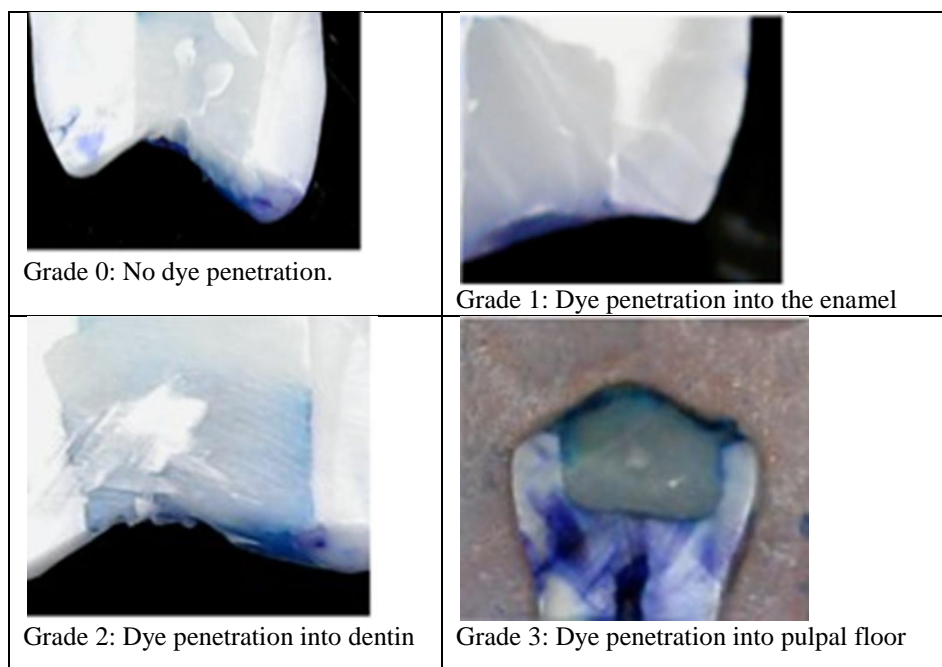 Grade 0: No dye penetration.
Grade 1: Dye penetration into the enamel
Grade 2: Dye penetration into dentin
Grade 3: Dye penetration into pulpal floor